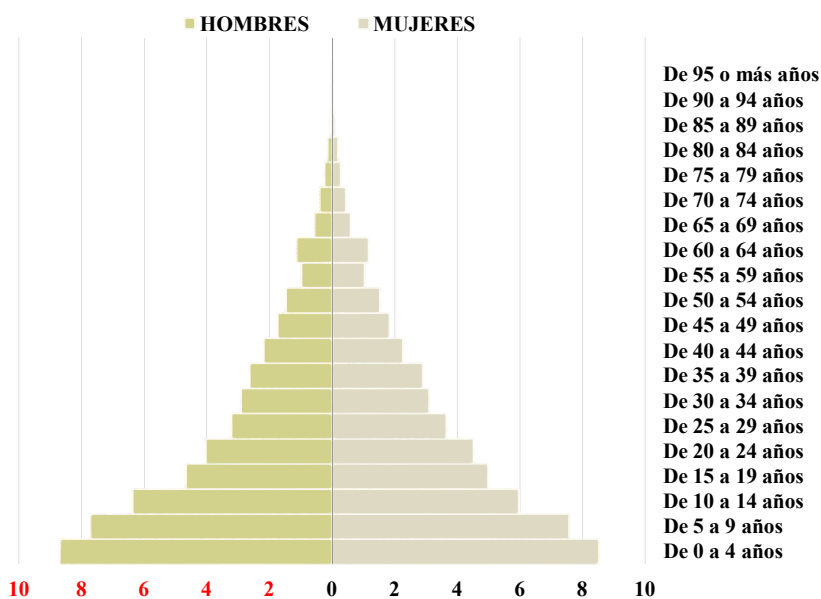 HOMBRES MUJERES
De 95 o más años
De 90 a 94 años
De 85 a 89 años
De 80 a 84 años
De 75 a 79 años
De 70 a 74 años
De 65 a 69 años
De 60 a 64 años
De 55 a 59 años
De 50 a 54 años
De 45 a 49 años
De 40 a 44 años
De 35 a 39 años
De 30 a 34 años
De 25 a 29 años
De 20 a 24 años
De 15 a 19 años
De 10 a 14 años
De 5 a 9 años
De 0 a 4 años
10 8 6 4 2 0 2 4 6 8 10